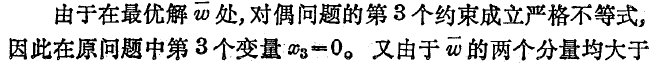 由于在最优解 w̅ 处,对偶问题的第 3 个约束成立严格不等式,
因此在原问题中第 3 个变量 x₃=0。又由于 w̅ 的两个分量均大于